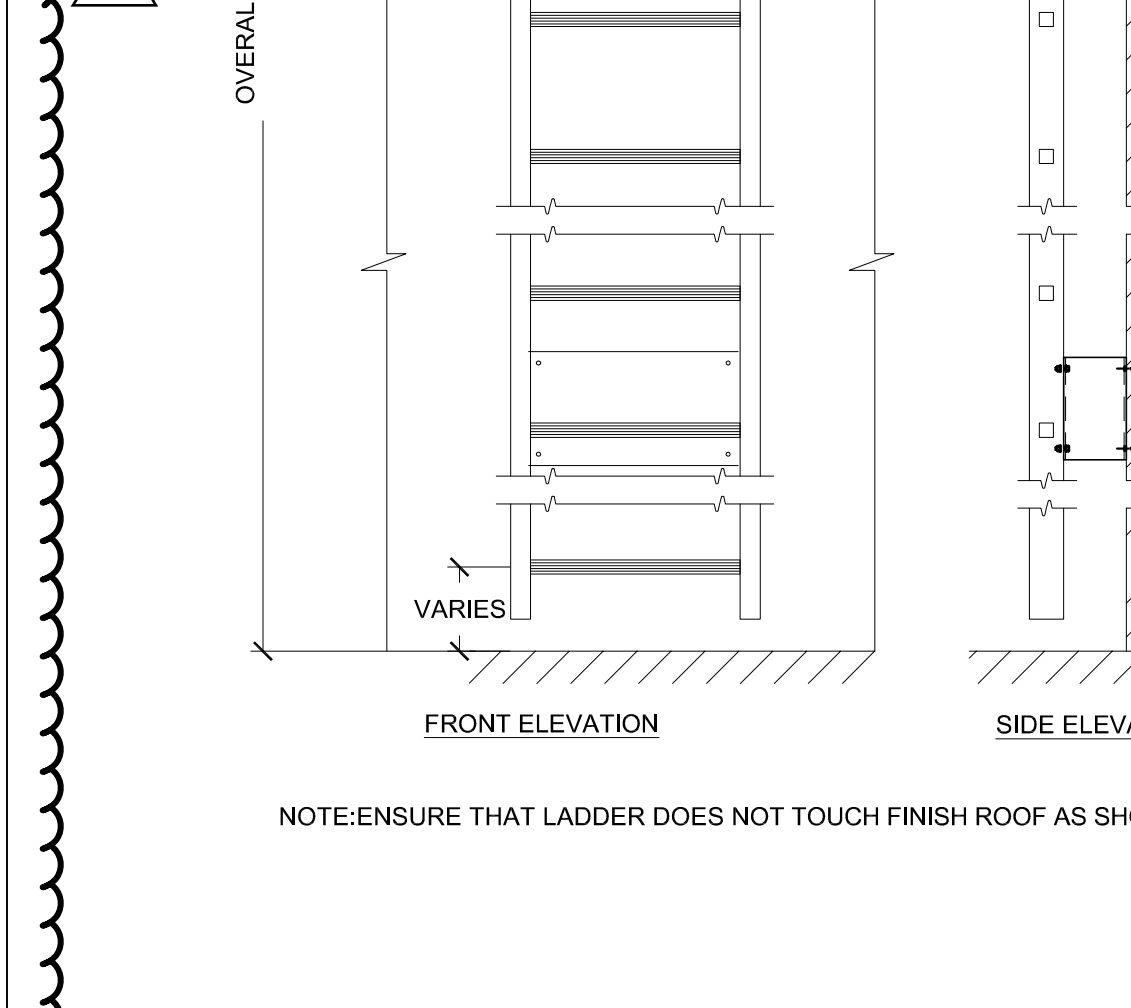 OVERAL
VARIES
FRONT ELEVATION
SIDE ELEV
NOTE:ENSURE THAT LADDER DOES NOT TOUCH FINISH ROOF AS SH